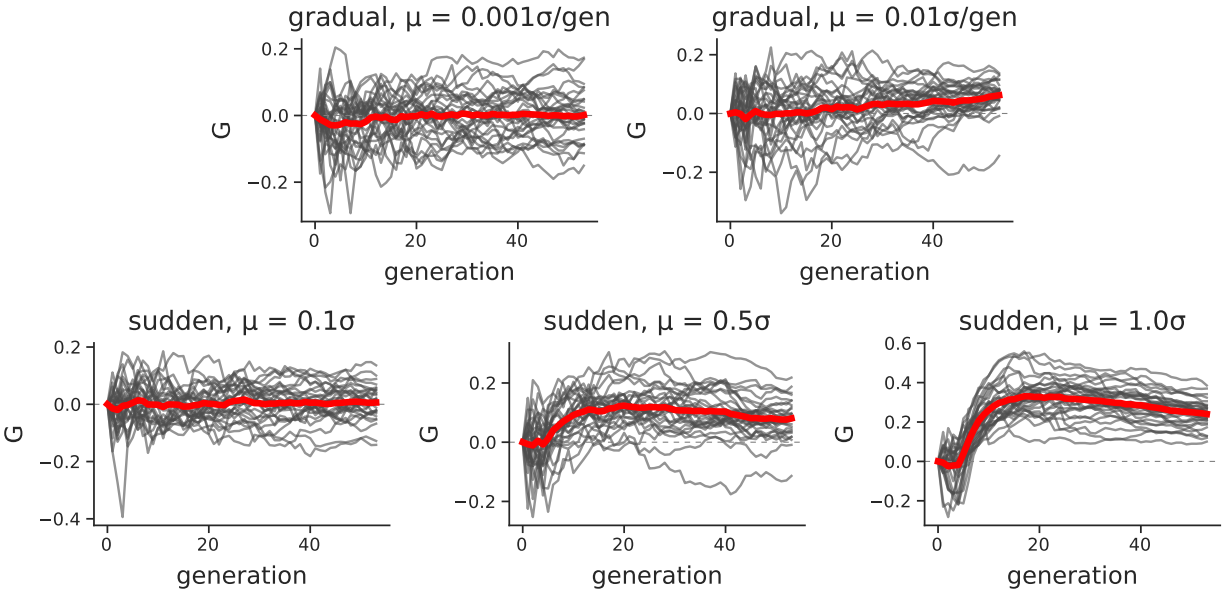 gradual, μ = 0.001σ/gen
gradual, μ = 0.01σ/gen
0.2
0.0
−0.2
G
0
20
40
generation
0.2
0.0
−0.2
G
0
20
40
generation
sudden, μ = 0.1σ
sudden, μ = 0.5σ
sudden, μ = 1.0σ
0.2
0.0
−0.2
−0.4
G
0
20
40
generation
0.2
0.0
−0.2
G
0
20
40
generation
0.6
0.4
0.2
0.0
−0.2
G
0
20
40
generation